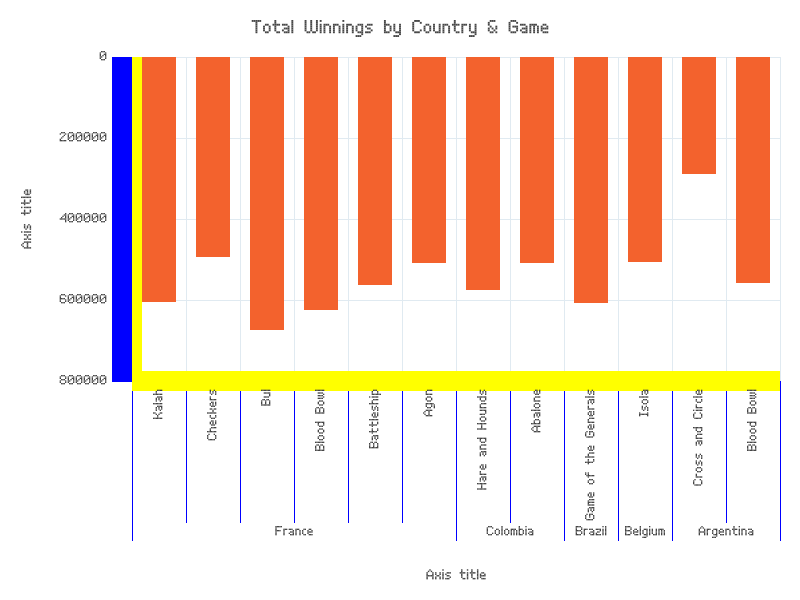 Total Winnings by Country & Game
0
200000
400000
600000
800000
Axis title
Kalah
Checkers
Bul
Blood Bowl
Battleship
Agon
Hare and Hounds
Abalone
Game of the Generals
Isola
Cross and Circle
Blood Bowl
France
Colombia
Brazil
Belgium
Argentina
Axis title